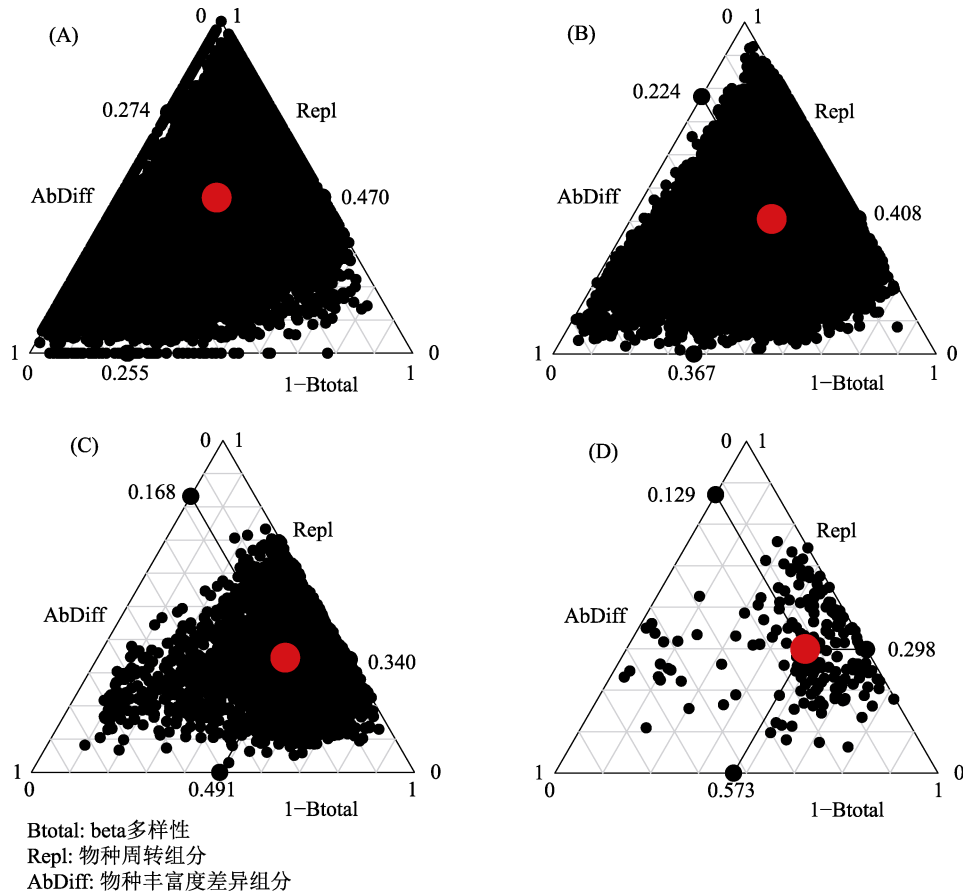 (A)
0 1
0.274
Repl
AbDiff
0.470
1 0
0 0.255 1
1−Btotal
(B)
0 1
0.224
Repl
AbDiff
0.408
1 0
0 0.367 1
1−Btotal
(C)
0 1
0.168
Repl
AbDiff
0.340
1 0
0 0.491 1
1−Btotal
(D)
0 1
0.129
Repl
AbDiff
0.298
1 0
0 0.573 1
1−Btotal
Btotal: beta多样性
Repl: 物种周转组分
AbDiff: 物种丰富度差异组分